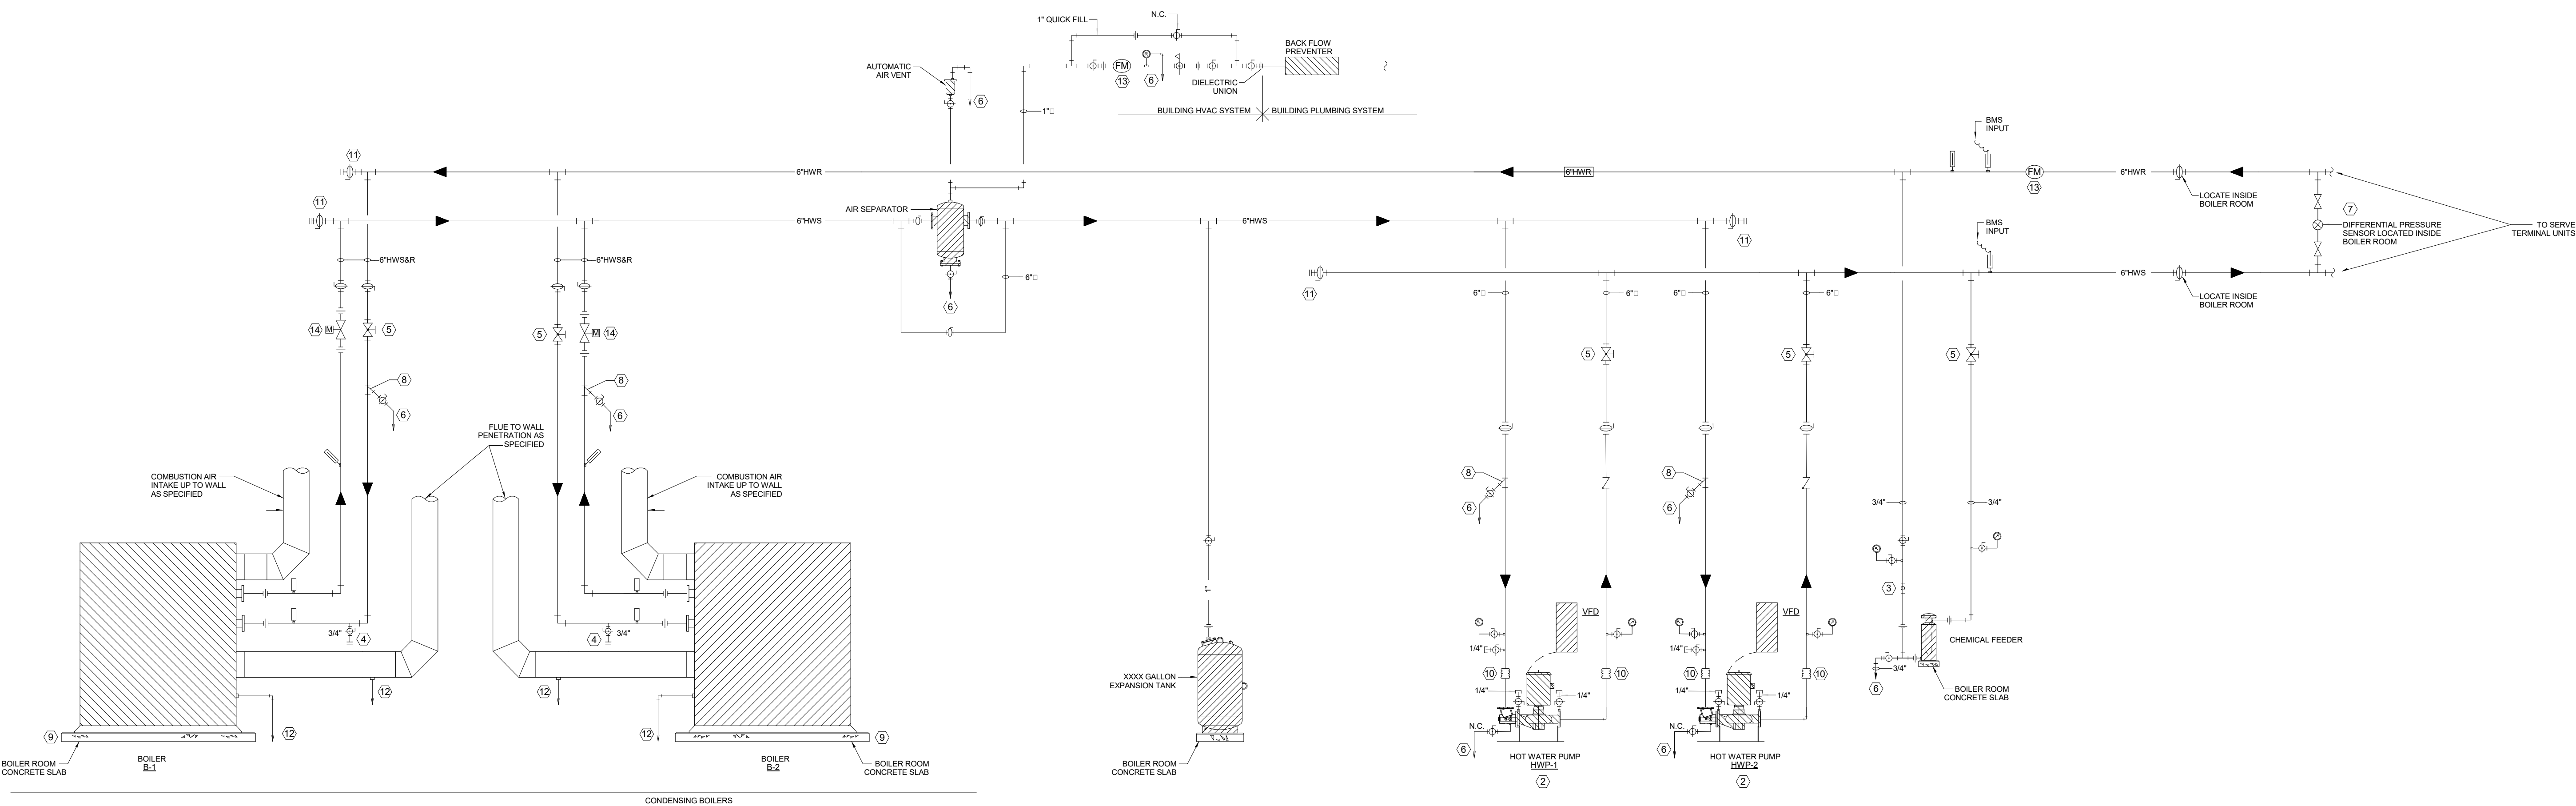 1" QUICK FILL
N.C.
BACK FLOW
PREVENTER
AUTOMATIC
AIR VENT
FM
13
6
DIELECTRIC
UNION
6
1"□
BUILDING HVAC SYSTEM
BUILDING PLUMBING SYSTEM
BMS
INPUT
11
6"HWR
6"HWR
FM
13
6"HWR
LOCATE INSIDE
BOILER ROOM
11
AIR SEPARATOR
6"HWS
6"HWS
11
BMS
INPUT
7
DIFFERENTIAL PRESSURE
SENSOR LOCATED INSIDE
BOILER ROOM
TO SERVE
TERMINAL UNITS
6"HWS&R
6"HWS&R
6"□
6
11
6"HWS
LOCATE INSIDE
BOILER ROOM
6"□
6"□
6"□
6"□
14
M
5
5
M
14
5
5
5
8
6
8
6
FLUE TO WALL
PENETRATION AS
SPECIFIED
COMBUSTION AIR
INTAKE UP TO WALL
AS SPECIFIED
COMBUSTION AIR
INTAKE UP TO WALL
AS SPECIFIED
8
6
8
6
3/4"
3/4"
1"
3
3/4"
4
4
3/4"
VFD
VFD
1/4"
1/4"
CHEMICAL FEEDER
3/4"
6
BOILER ROOM
CONCRETE SLAB
10
10
10
10
1/4"
1/4"
1/4"
1/4"
XXXX GALLON
EXPANSION TANK
12
12
12
12
N.C.
6
N.C.
6
9
9
BOILER ROOM
CONCRETE SLAB
BOILER
B-1
BOILER
B-2
BOILER ROOM
CONCRETE SLAB
BOILER ROOM
CONCRETE SLAB
HOT WATER PUMP
HWP-1
2
HOT WATER PUMP
HWP-2
2
CONDENSING BOILERS